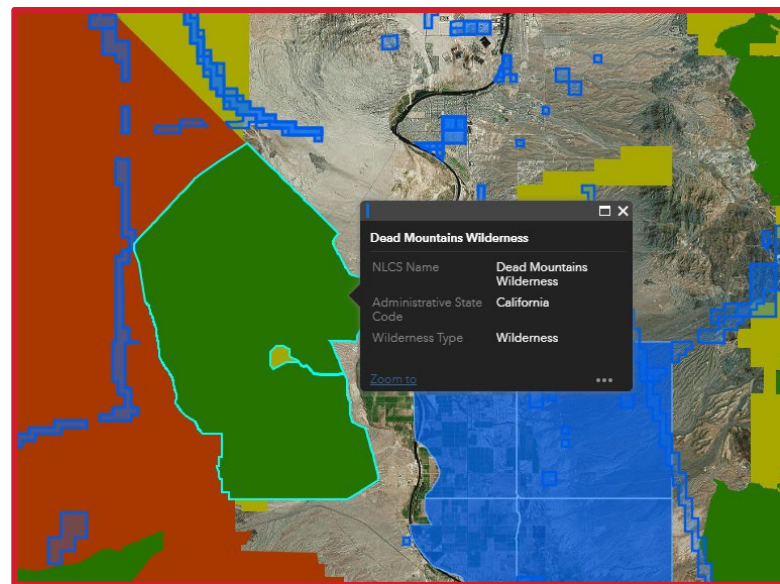 Dead Mountains Wilderness
NLCS Name Dead Mountains
Wilderness
Administrative State California
Code
Wilderness Type Wilderness
Zoom to